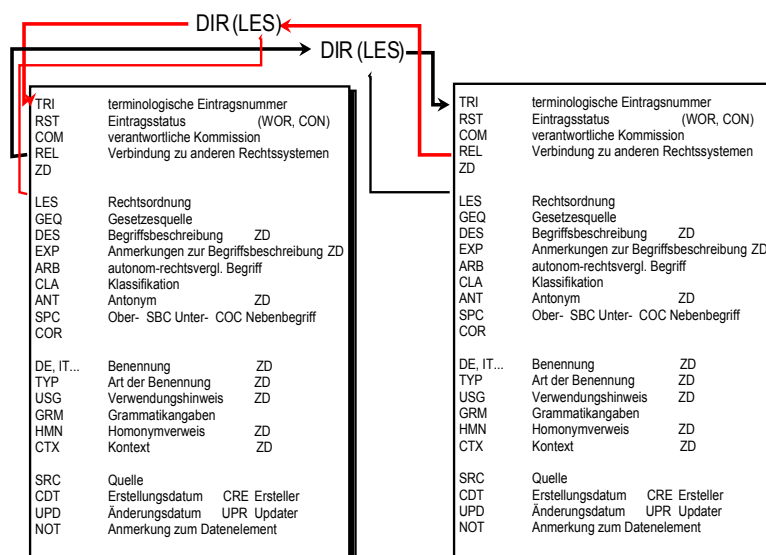 DIR (LES)
DIR (LES)
TRI terminologische Eintragsnummer
RST Eintragsstatus (WOR, CON)
COM verantwortliche Kommission
REL Verbindung zu anderen Rechtssystemen
ZD
LES Rechtsordnung
GEQ Gesetzesquelle
DES Begriffsbeschreibung ZD
EXP Anmerkungen zur Begriffsbeschreibung ZD
ARB autonom-rechtsvergl. Begriff
CLA Klassifikation
ANT Antonym ZD
SPC Ober- SBC Unter- COC Nebenbegriff
COR
DE, IT... Benennung ZD
TYP Art der Benennung ZD
USG Verwendungshinweis ZD
GRM Grammatikangaben
HMN Homonymverweis ZD
CTX Kontext ZD
SRC Quelle
CDT Erstellungsdatum CRE Ersteller
UPD Änderungsdatum UPR Updater
NOT Anmerkung zum Datenelement
TRI terminologische Eintragsnummer
RST Eintragsstatus (WOR, CON)
COM verantwortliche Kommission
REL Verbindung zu anderen Rechtssystemen
ZD
LES Rechtsordnung
GEQ Gesetzesquelle
DES Begriffsbeschreibung ZD
EXP Anmerkungen zur Begriffsbeschreibung ZD
ARB autonom-rechtsvergl. Begriff
CLA Klassifikation
ANT Antonym ZD
SPC Ober- SBC Unter- COC Nebenbegriff
COR
DE, IT... Benennung ZD
TYP Art der Benennung ZD
USG Verwendungshinweis ZD
GRM Grammatikangaben
HMN Homonymverweis ZD
CTX Kontext ZD
SRC Quelle
CDT Erstellungsdatum CRE Ersteller
UPD Änderungsdatum UPR Updater
NOT Anmerkung zum Datenelement